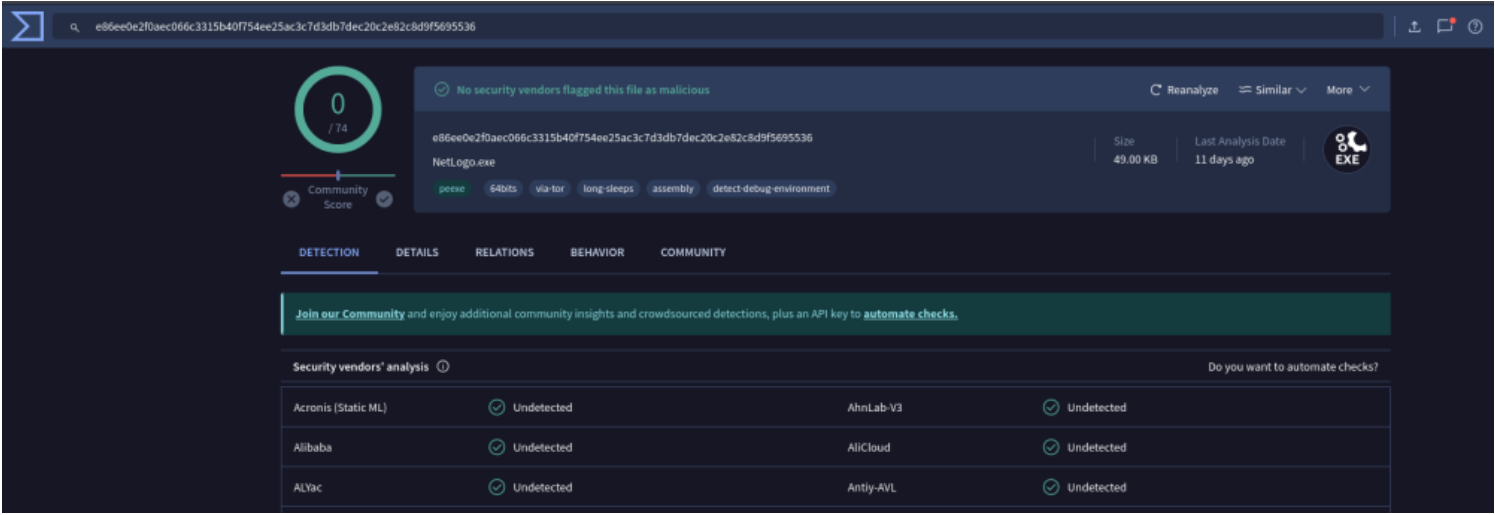 e86ee0e2f0aec066c3315b40f754ee25ac3c7d3db7dec20c2e82c8d9f5695536
0
/ 74
Community
Score
No security vendors flagged this file as malicious
Reanalyze
Similar
More
e86ee0e2f0aec066c3315b40f754ee25ac3c7d3db7dec20c2e82c8d9f5695536
NetLogo.exe
peexe
64bits
via-tor
long-sleeps
assembly
detect-debug-environment
Size
49.00 KB
Last Analysis Date
11 days ago
EXE
DETECTION
DETAILS
RELATIONS
BEHAVIOR
COMMUNITY
Join our Community and enjoy additional community insights and crowdsourced detections, plus an API key to automate checks.
Security vendors' analysis
Do you want to automate checks?
Acronis (Static ML)
Undetected
AhnLab-V3
Undetected
Alibaba
Undetected
AliCloud
Undetected
ALYac
Undetected
Antiy-AVL
Undetected